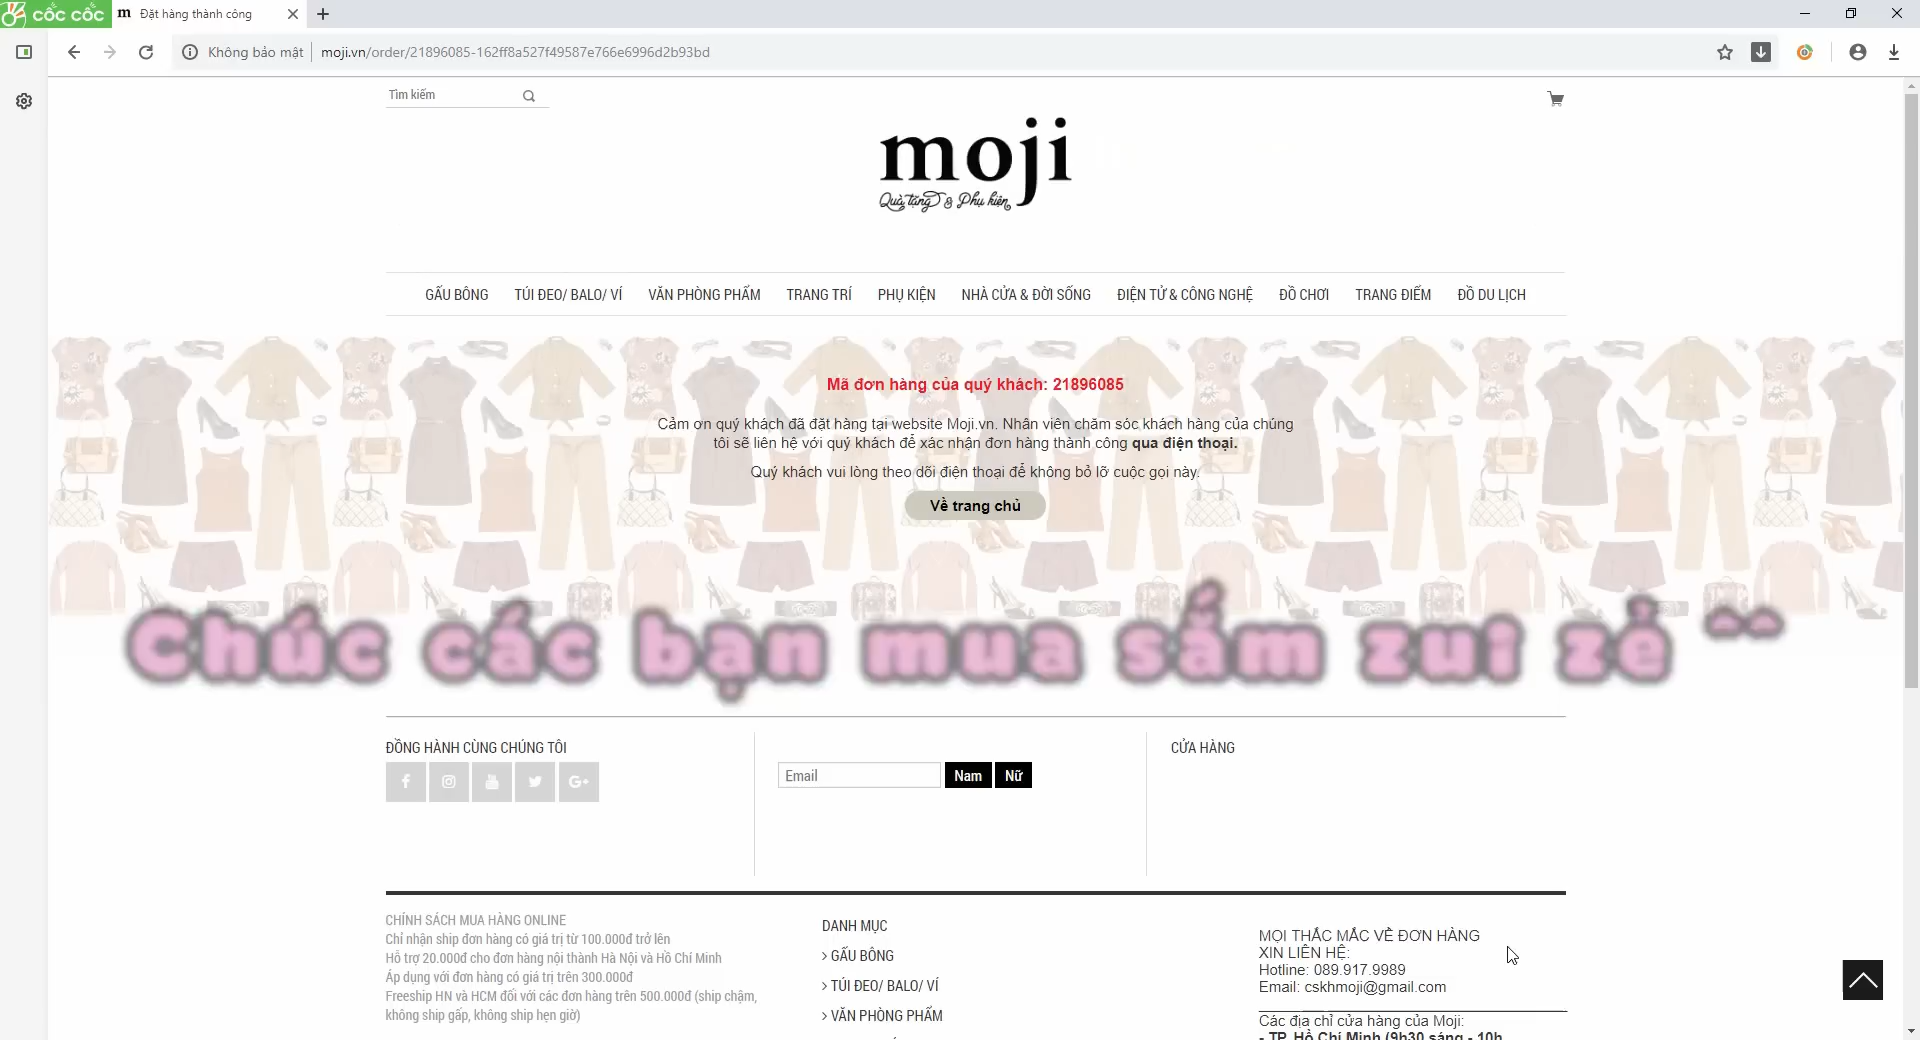 cốc cốc
m Đặt hàng thành công
Không bảo mật moji.vn/order/21896085-162ff8a527f49587e766e6996d2b93bd
Tìm kiếm
moji
Quà tặng & Phụ kiện
GẤU BÔNG TÚI ĐEO/ BALO/ VÍ VĂN PHÒNG PHẨM TRANG TRÍ PHỤ KIỆN NHÀ CỬA & ĐỜI SỐNG ĐIỆN TỬ & CÔNG NGHỆ ĐỒ CHƠI TRANG ĐIỂM ĐỒ DU LỊCH
Mã đơn hàng của quý khách: 21896085
Cảm ơn quý khách đã đặt hàng tại website Moji.vn. Nhân viên chăm sóc khách hàng của chúng
tôi sẽ liên hệ với quý khách để xác nhận đơn hàng thành công qua điện thoại.
Quý khách vui lòng theo dõi điện thoại để không bỏ lỡ cuộc gọi này.
Về trang chủ
Chúc các bạn mua sắm zui zẻ ^^
ĐỒNG HÀNH CÙNG CHÚNG TÔI
Email Nam Nữ
CỬA HÀNG
CHÍNH SÁCH MUA HÀNG ONLINE
Chỉ nhận ship đơn hàng có giá trị từ 100.000đ trở lên
Hỗ trợ 20.000đ cho đơn hàng nội thành Hà Nội và Hồ Chí Minh
Áp dụng với đơn hàng có giá trị trên 300.000đ
Freeship HN và HCM đối với các đơn hàng trên 500.000đ (ship chậm,
không ship gấp, không ship hẹn giờ)
DANH MỤC
> GẤU BÔNG
> TÚI ĐEO/ BALO/ VÍ
> VĂN PHÒNG PHẨM
MỌI THẮC MẮC VỀ ĐƠN HÀNG
XIN LIÊN HỆ:
Hotline: 089.917.9989
Email: cskhmoji@gmail.com
Các địa chỉ cửa hàng của Moji:
- TP. Hồ Chí Minh (9h30 sáng - 10h